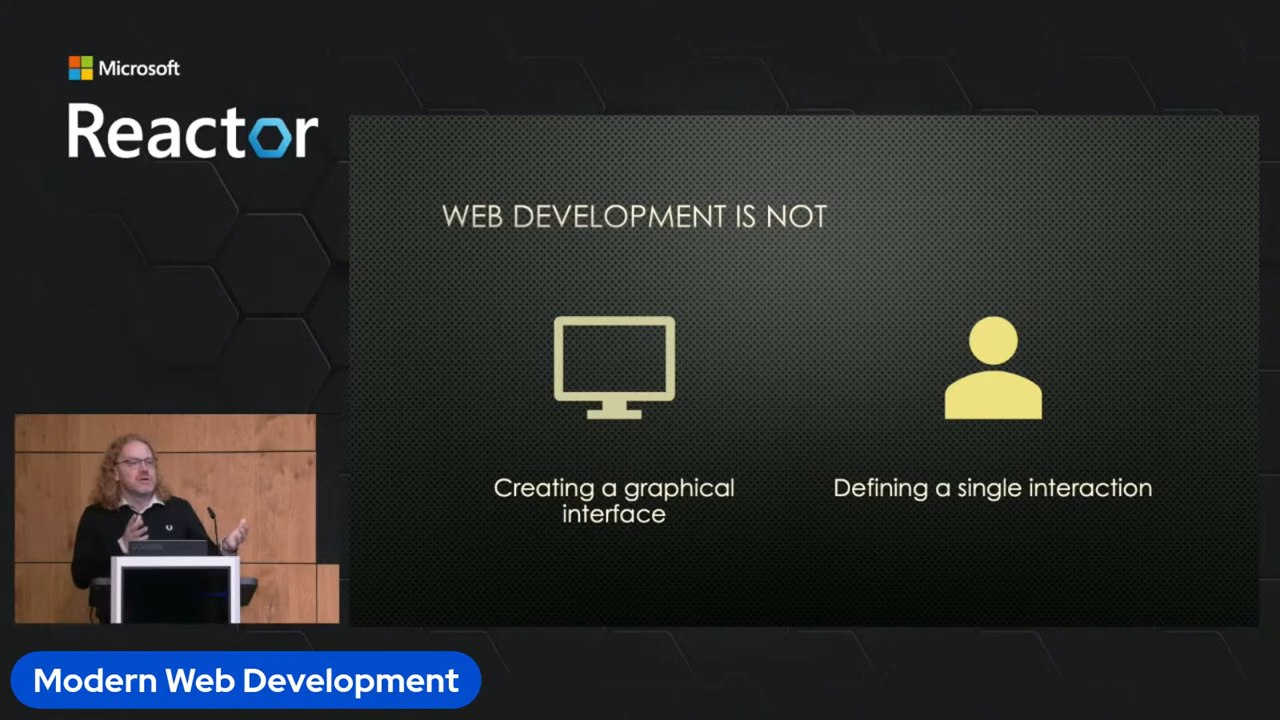 Microsoft
Reactor
WEB DEVELOPMENT IS NOT
Creating a graphical
interface
Defining a single interaction
Modern Web Development